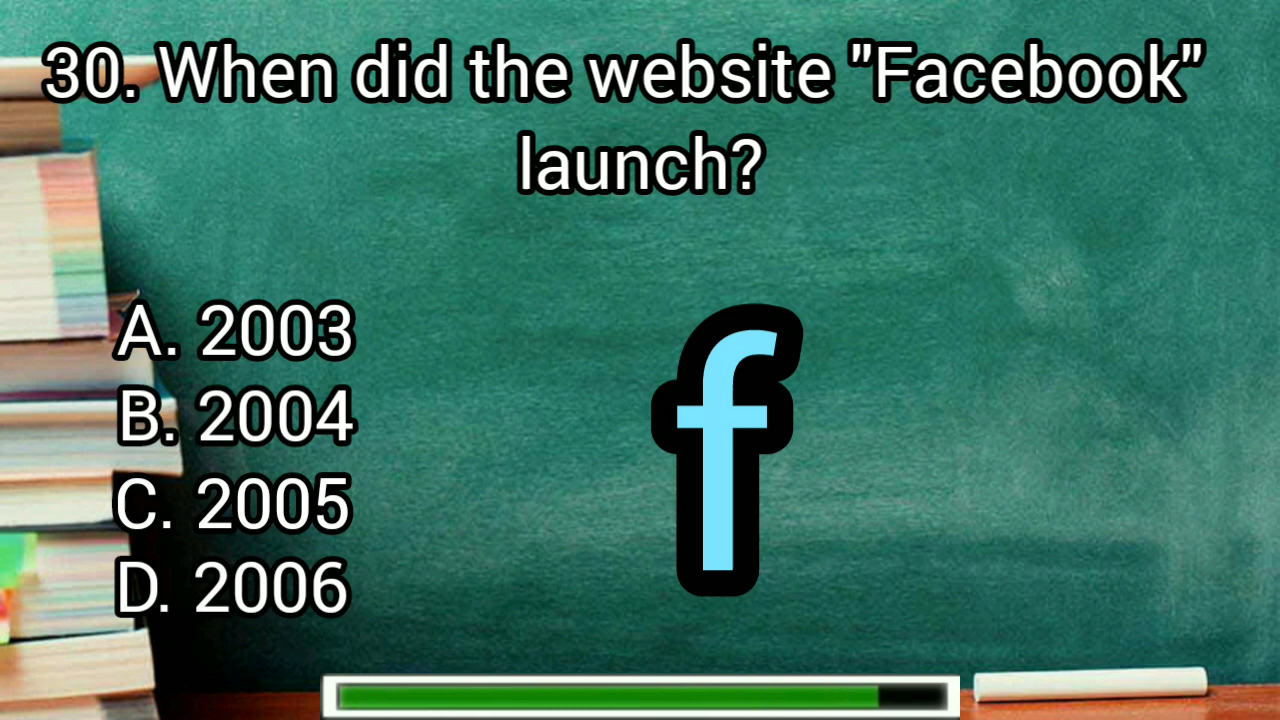 30. When did the website "Facebook"
launch?
A. 2003
B. 2004
C. 2005
D. 2006
f